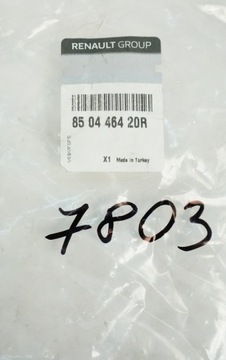 RENAULT GROUP
85 04 464 20R
X1 Made in Turkey
7803